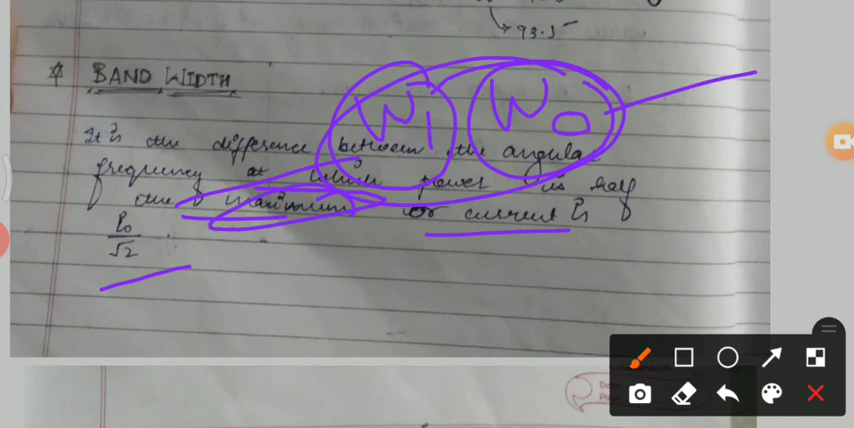 93.5
* BAND WIDTH
W1 W0
It is the difference between the angular
frequency at which power is half
the maximum or current is
i0/√2